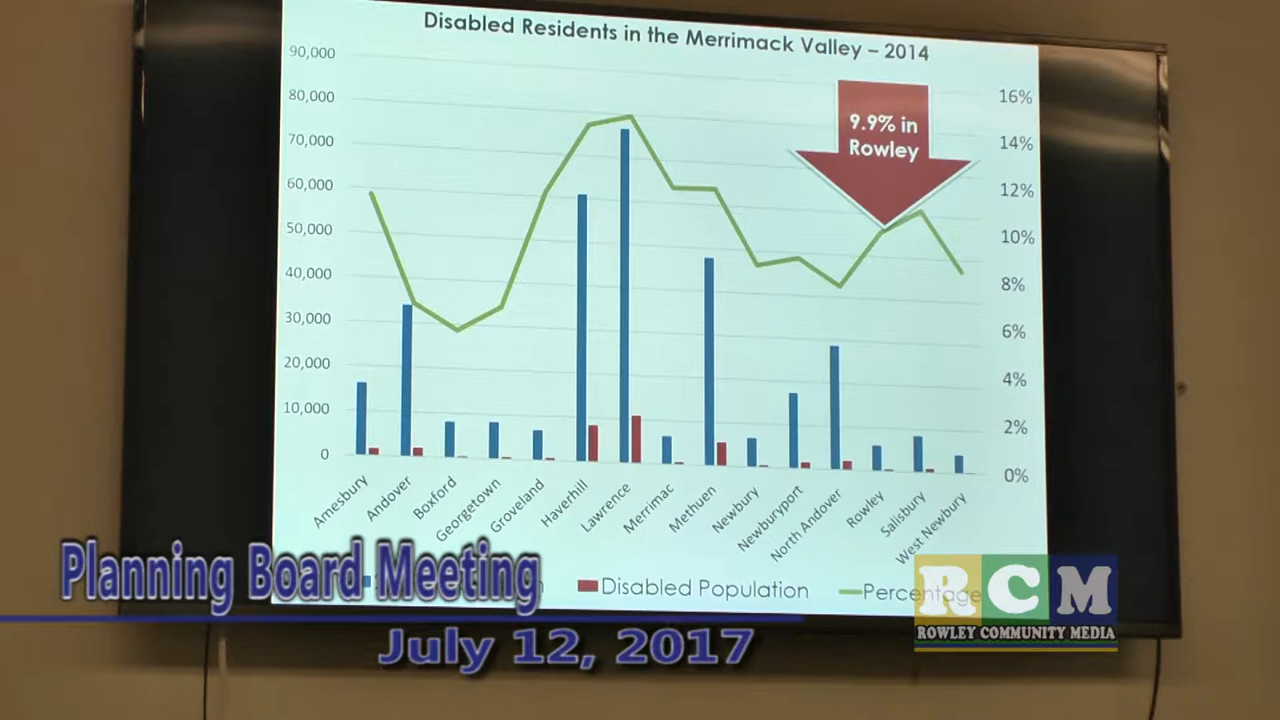 Disabled Residents in the Merrimack Valley – 2014
90,000
80,000
70,000
60,000
50,000
40,000
30,000
20,000
10,000
0
16%
14%
12%
10%
8%
6%
4%
2%
0%
9.9% in
Rowley
Amesbury
Andover
Boxford
Georgetown
Groveland
Haverhill
Lawrence
Merrimac
Methuen
Newbury
Newburyport
North Andover
Rowley
Salisbury
West Newbury
Disabled Population
Percentage
Planning Board Meeting
July 12, 2017
RCM
ROWLEY COMMUNITY MEDIA